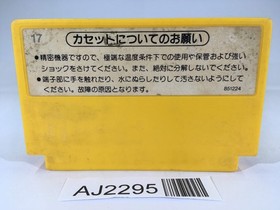 17
カセットについてのお願い
●精密機器ですので、極端な温度条件下での使用や保管および強い
ショックをさけてください。また、絶対に分解しないでください。
●端子部に手を触れたり、水にぬらしたりして汚さないようにして
ください。故障の原因となります。
851224
AJ2295